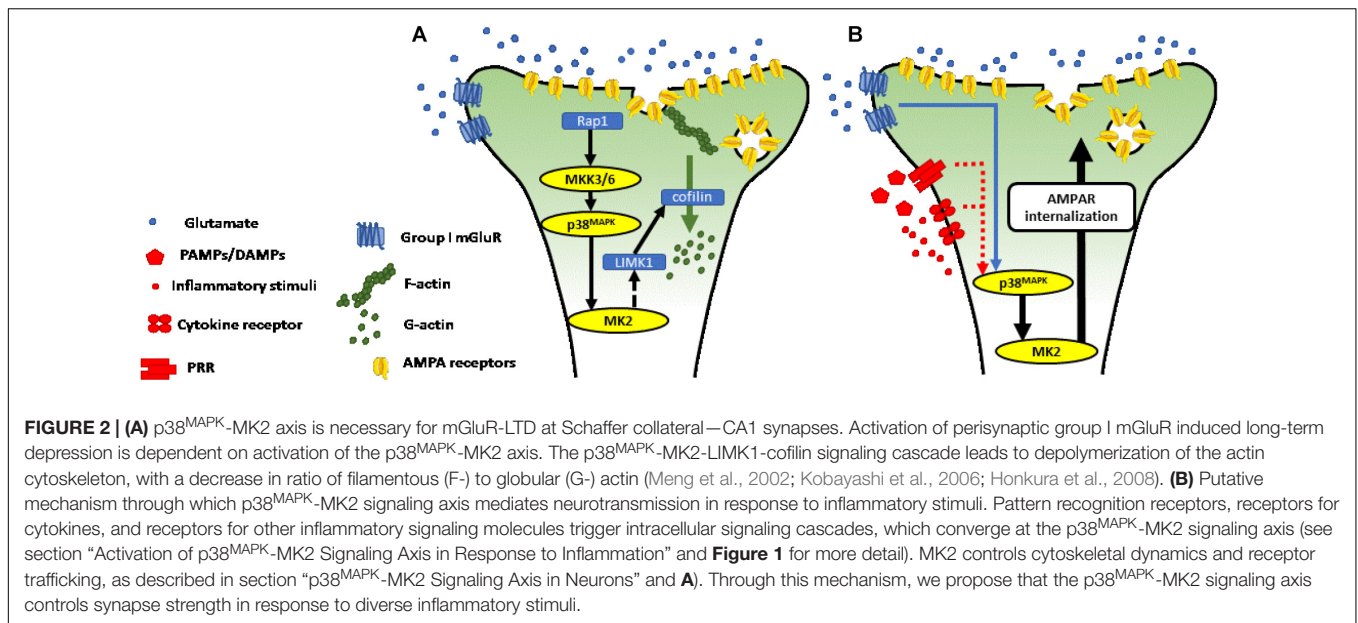 A
B
Rap1
MKK3/6
p38MAPK
cofilin
LIMK1
MK2
AMPAR
internalization
p38MAPK
MK2
Glutamate
PAMPs/DAMPs
Inflammatory stimuli
Cytokine receptor
PRR
Group I mGluR
F-actin
G-actin
AMPA receptors
FIGURE 2 | (A) p38MAPK-MK2 axis is necessary for mGluR-LTD at Schaffer collateral—CA1 synapses. Activation of perisynaptic group I mGluR induced long-term
depression is dependent on activation of the p38MAPK-MK2 axis. The p38MAPK-MK2-LIMK1-cofilin signaling cascade leads to depolymerization of the actin
cytoskeleton, with a decrease in ratio of filamentous (F-) to globular (G-) actin (Meng et al., 2002; Kobayashi et al., 2006; Honkura et al., 2008). (B) Putative
mechanism through which p38MAPK-MK2 signaling axis mediates neurotransmission in response to inflammatory stimuli. Pattern recognition receptors, receptors for
cytokines, and receptors for other inflammatory signaling molecules trigger intracellular signaling cascades, which converge at the p38MAPK-MK2 signaling axis (see
section “Activation of p38MAPK-MK2 Signaling Axis in Response to Inflammation” and Figure 1 for more detail). MK2 controls cytoskeletal dynamics and receptor
trafficking, as described in section “p38MAPK-MK2 Signaling Axis in Neurons” and A). Through this mechanism, we propose that the p38MAPK-MK2 signaling axis
controls synapse strength in response to diverse inflammatory stimuli.